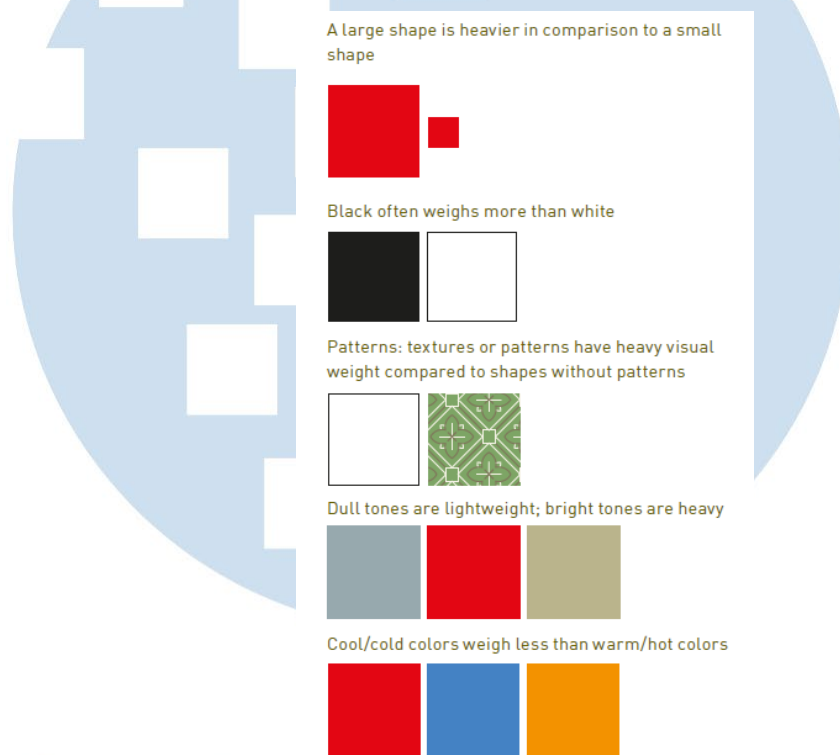 A large shape is heavier in comparison to a small
shape
Black often weighs more than white
Patterns: textures or patterns have heavy visual
weight compared to shapes without patterns
Dull tones are lightweight; bright tones are heavy
Cool/cold colors weigh less than warm/hot colors